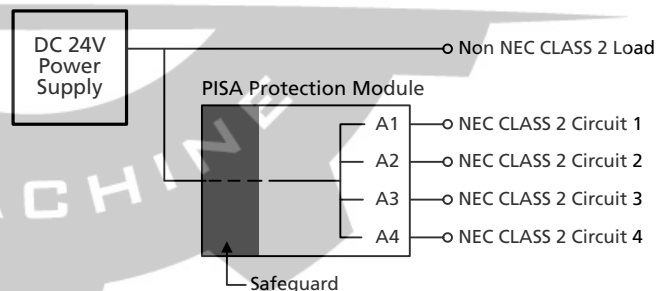 DC 24V
Power
Supply
Non NEC CLASS 2 Load
PISA Protection Module
A1
NEC CLASS 2 Circuit 1
A2
NEC CLASS 2 Circuit 2
A3
NEC CLASS 2 Circuit 3
A4
NEC CLASS 2 Circuit 4
Safeguard
ACHINE